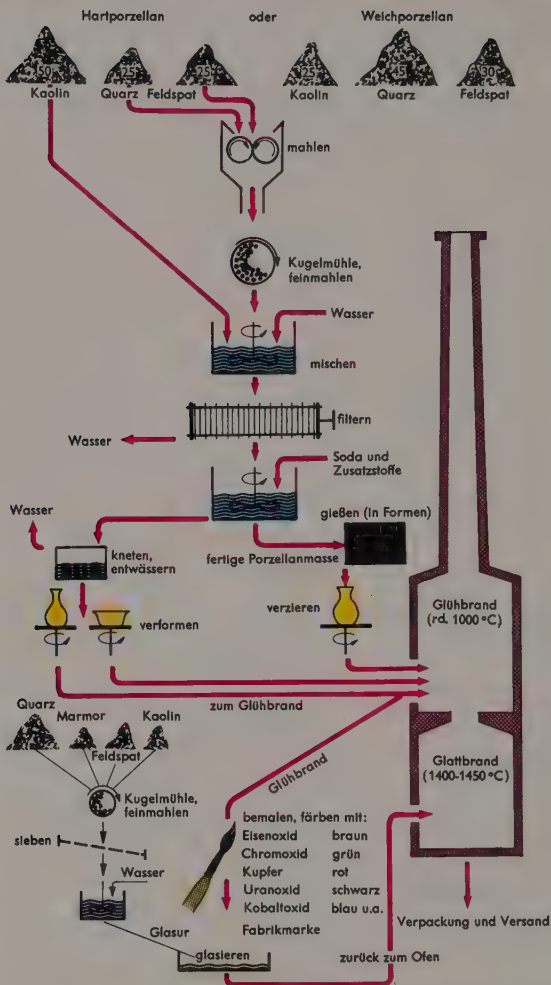 Hartporzellan oder Weichporzellan
50 25 25 25 45 30
Kaolin Quarz Feldspat Kaolin Quarz Feldspat
mahlen
Kugelmühle,
feinmahlen
Wasser
mischen
filtern
Wasser
Soda und
Zusatzstoffe
Wasser
gießen (in Formen)
kneten,
entwässern
fertige Porzellanmasse
verformen
verzieren
Glühbrand
(rd. 1000 °C)
zum Glühbrand
Quarz
Marmor
Kaolin
Feldspat
Glühbrand
Glattbrand
(1400-1450 °C)
Kugelmühle,
feinmahlen
sieben
Wasser
Glasur
bemalen, färben mit:
Eisenoxid braun
Chromoxid grün
Kupfer rot
Uranoxid schwarz
Kobaltoxid blau u.a.
Fabrikmarke
glasieren
zurück zum Ofen
Verpackung und Versand